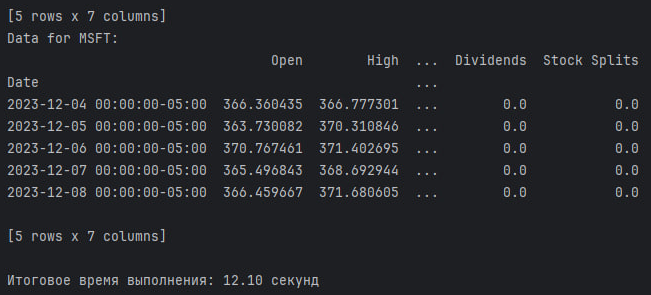 [5 rows x 7 columns]
Data for MSFT:
Open High ... Dividends Stock Splits
Date ...
2023-12-04 00:00:00-05:00 366.360435 366.777301 ... 0.0 0.0
2023-12-05 00:00:00-05:00 363.730082 370.310846 ... 0.0 0.0
2023-12-06 00:00:00-05:00 370.767461 371.402695 ... 0.0 0.0
2023-12-07 00:00:00-05:00 365.496843 368.692944 ... 0.0 0.0
2023-12-08 00:00:00-05:00 366.459667 371.680605 ... 0.0 0.0
[5 rows x 7 columns]
Итоговое время выполнения: 12.10 секунд